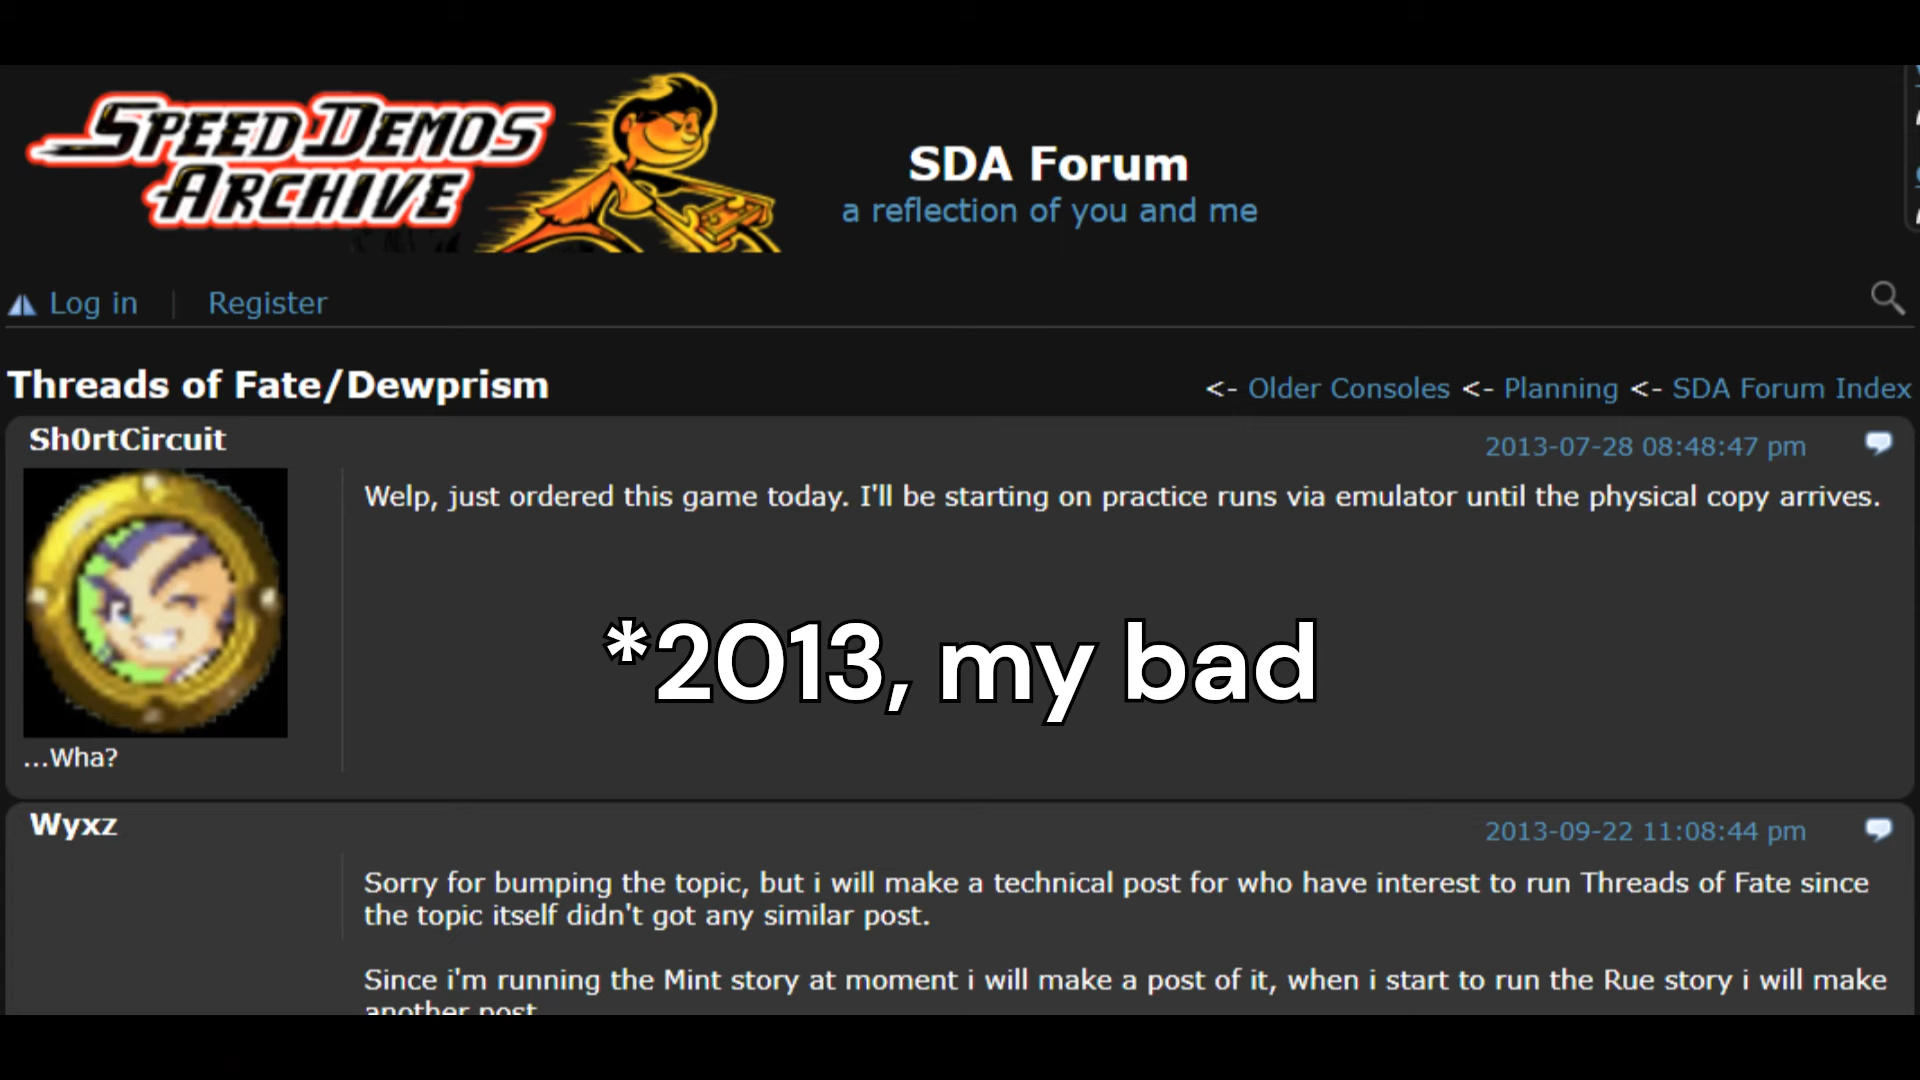 SPEED DEMOS
ARCHIVE
SDA Forum
a reflection of you and me
Log in | Register
Threads of Fate/Dewprism
<- Older Consoles <- Planning <- SDA Forum Index
Sh0rtCircuit
2013-07-28 08:48:47 pm
Welp, just ordered this game today. I'll be starting on practice runs via emulator until the physical copy arrives.
*2013, my bad
...Wha?
Wyxz
2013-09-22 11:08:44 pm
Sorry for bumping the topic, but i will make a technical post for who have interest to run Threads of Fate since
the topic itself didn't got any similar post.
Since i'm running the Mint story at moment i will make a post of it, when i start to run the Rue story i will make
another post